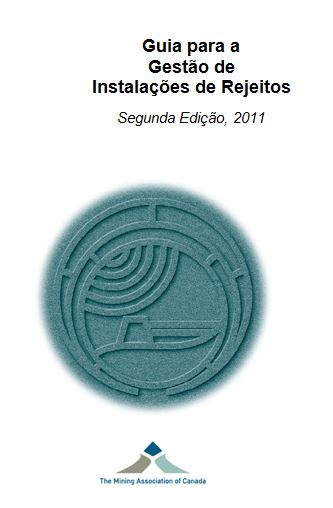 Guia para a
Gestão de
Instalações de Rejeitos
Segunda Edição, 2011
The Mining Association of Canada